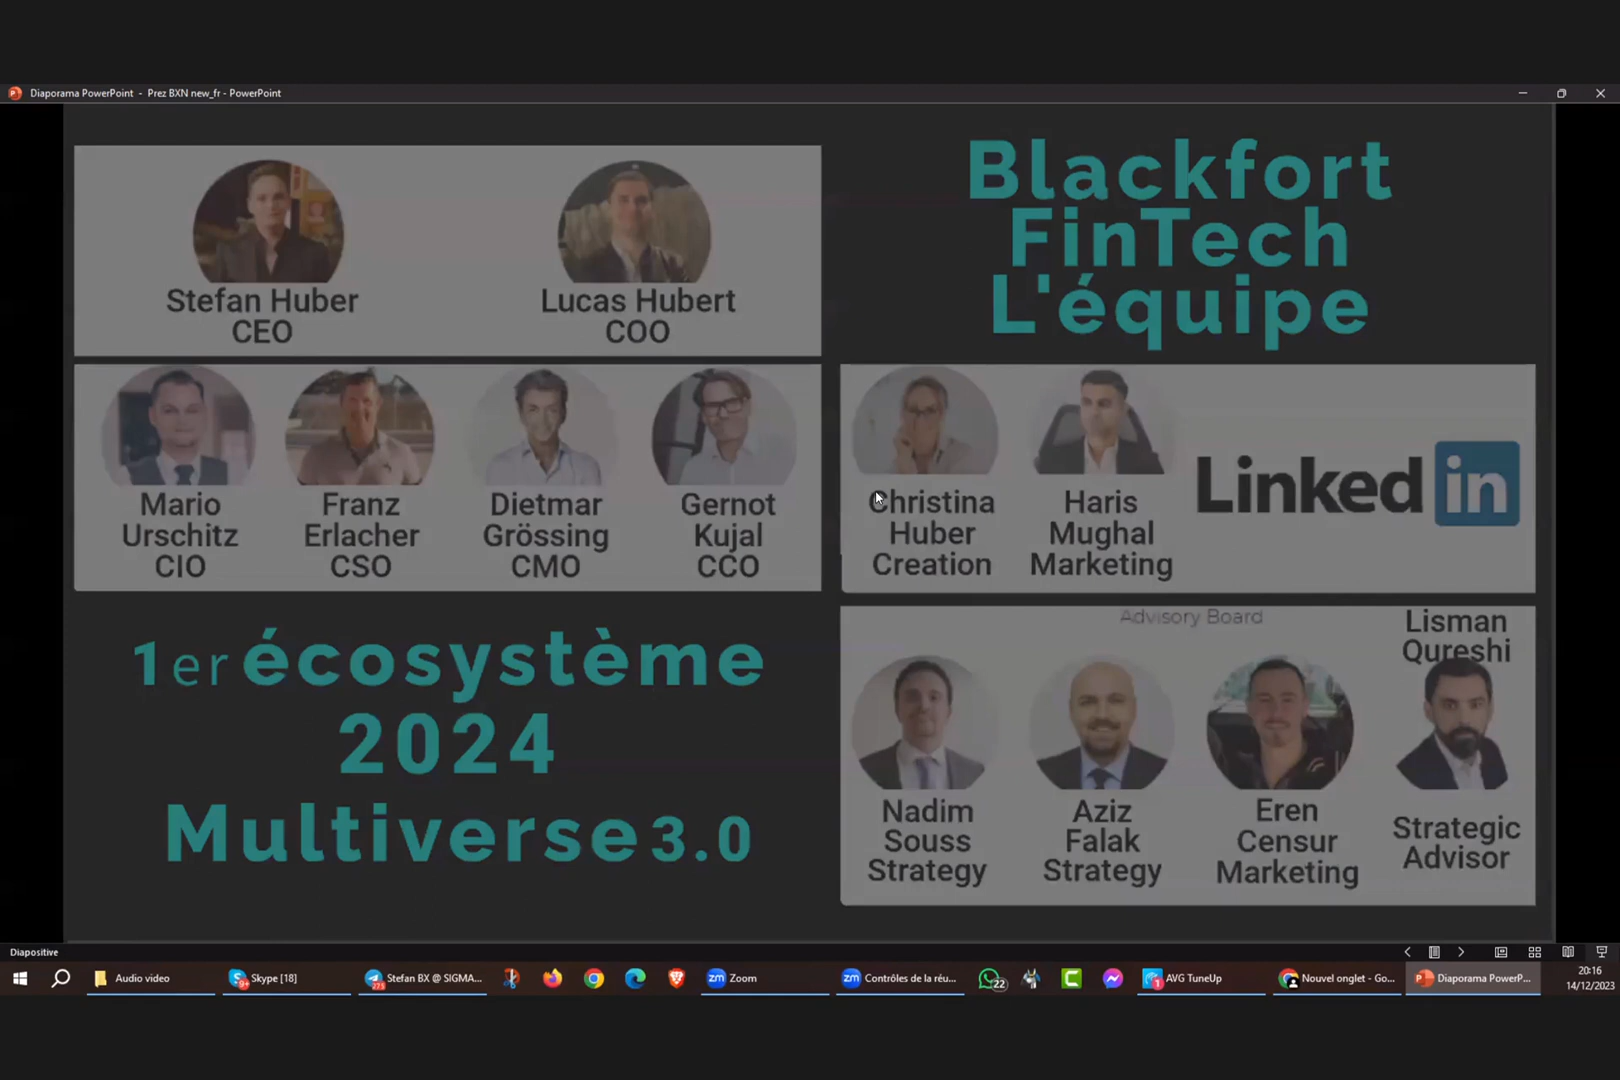 Diaporama PowerPoint - Prez BXN new_fr - PowerPoint
Blackfort
FinTech
L'équipe
Stefan Huber
CEO
Lucas Hubert
COO
Mario
Urschitz
CIO
Franz
Erlacher
CSO
Dietmar
Grössing
CMO
Gernot
Kujal
CCO
Christina
Huber
Creation
Haris
Mughal
Marketing
Linked in
1er écosystème
2024
Multiverse 3.0
Advisory Board
Nadim
Souss
Strategy
Aziz
Falak
Strategy
Eren
Censur
Marketing
Lisman
Qureshi
Strategic
Advisor
Diapositive
Audio video
Skype [18]
Stefan BX @ SIGMA...
Zoom
Contrôles de la réu...
22
AVG TuneUp
Nouvel onglet - Go...
Diaporama PowerP...
20:16
14/12/2023